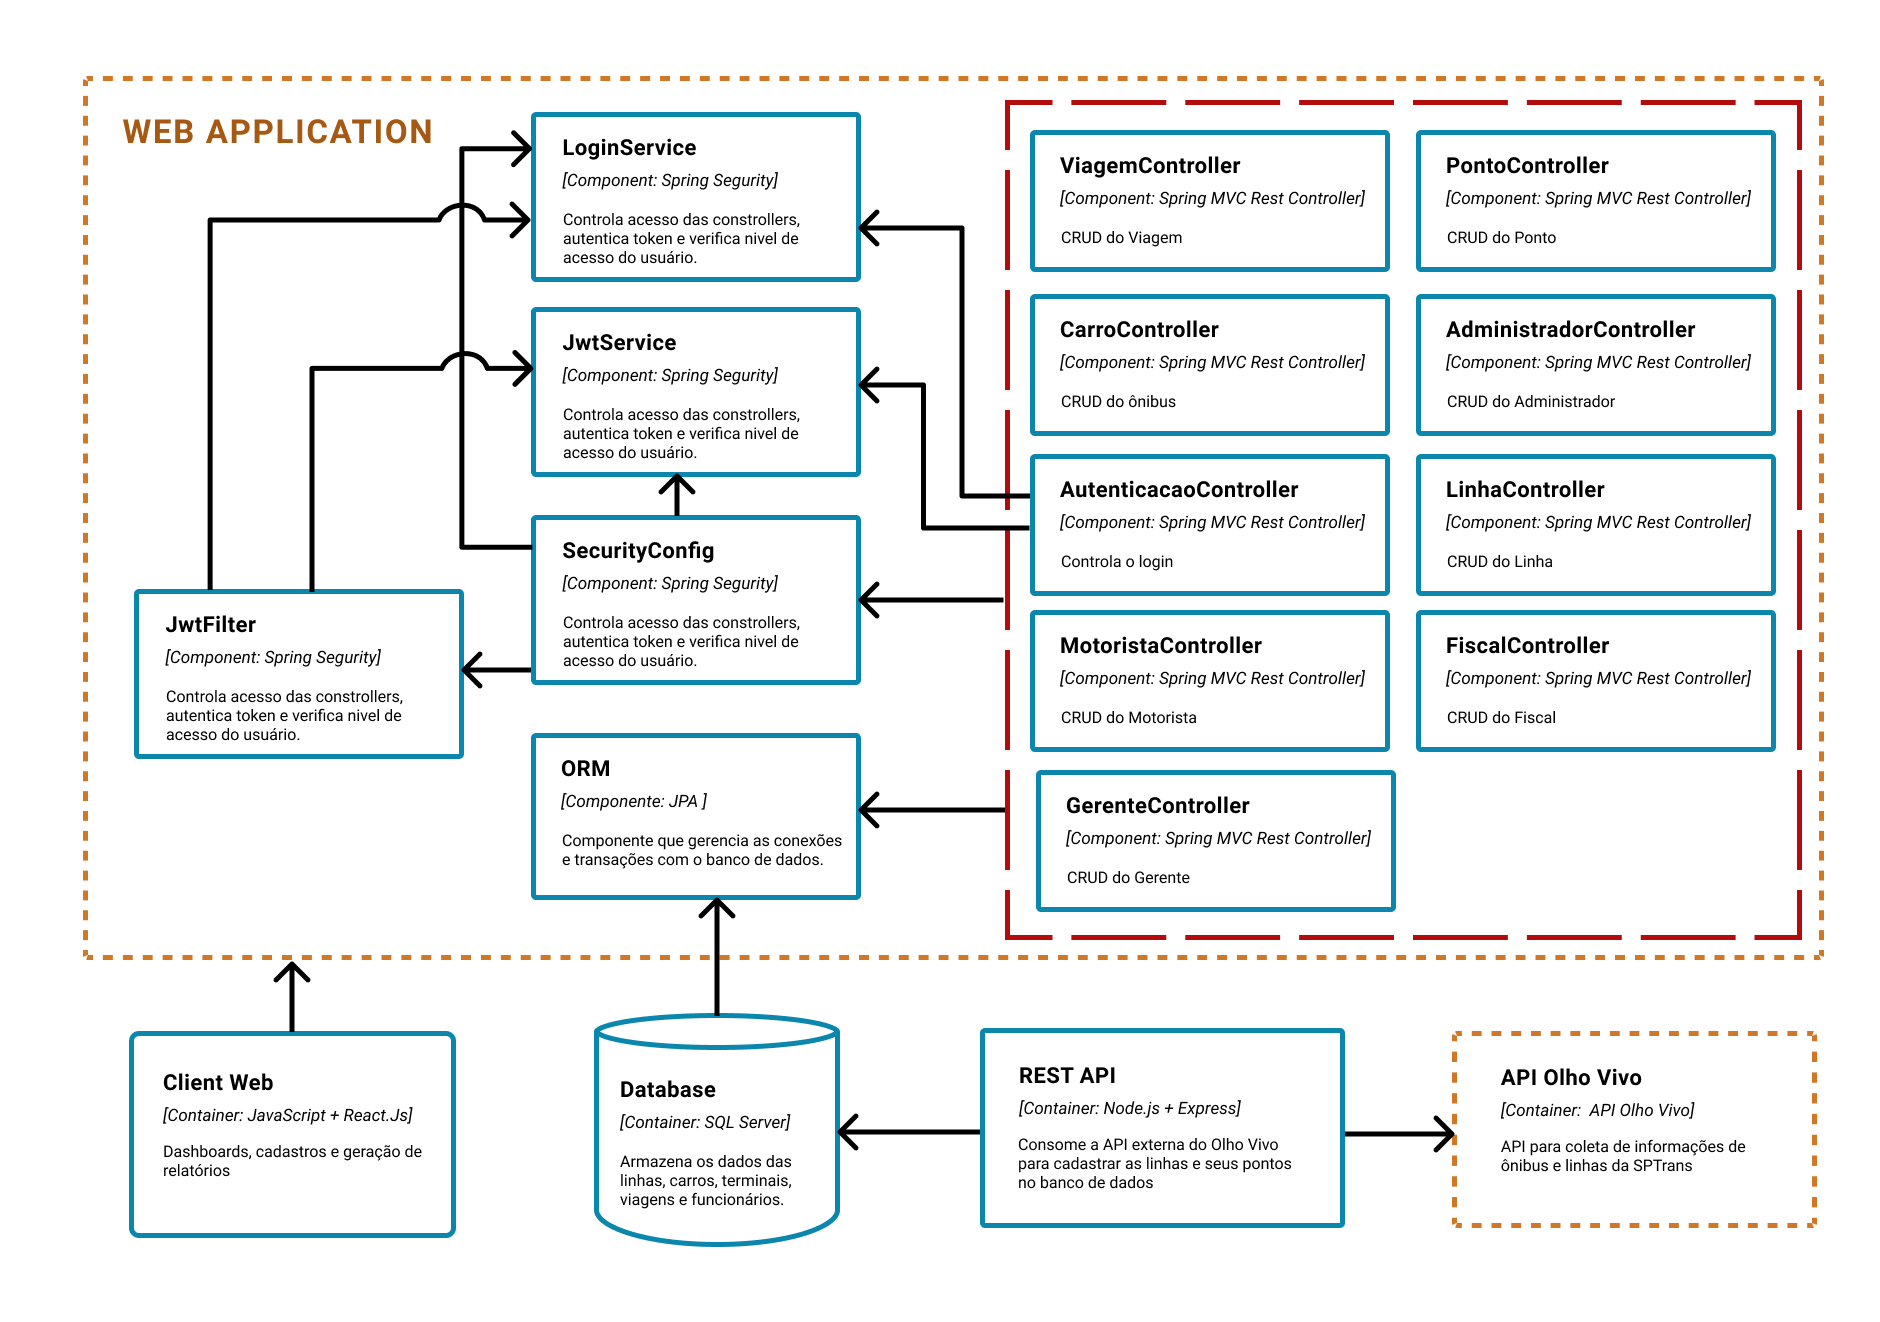 WEB APPLICATION
LoginService
[Component: Spring Segurity]
Controla acesso das constrollers,
autentica token e verifica nivel de
acesso do usuário.
JwtService
[Component: Spring Segurity]
Controla acesso das constrollers,
autentica token e verifica nivel de
acesso do usuário.
SecurityConfig
[Component: Spring Segurity]
Controla acesso das constrollers,
autentica token e verifica nivel de
acesso do usuário.
JwtFilter
[Component: Spring Segurity]
Controla acesso das constrollers,
autentica token e verifica nivel de
acesso do usuário.
ORM
[Componente: JPA ]
Componente que gerencia as conexões
e transações com o banco de dados.
ViagemController
[Component: Spring MVC Rest Controller]
CRUD do Viagem
PontoController
[Component: Spring MVC Rest Controller]
CRUD do Ponto
CarroController
[Component: Spring MVC Rest Controller]
CRUD do ônibus
AdministradorController
[Component: Spring MVC Rest Controller]
CRUD do Administrador
AutenticacaoController
[Component: Spring MVC Rest Controller]
Controla o login
LinhaController
[Component: Spring MVC Rest Controller]
CRUD do Linha
MotoristaController
[Component: Spring MVC Rest Controller]
CRUD do Motorista
FiscalController
[Component: Spring MVC Rest Controller]
CRUD do Fiscal
GerenteController
[Component: Spring MVC Rest Controller]
CRUD do Gerente
Client Web
[Container: JavaScript + React.Js]
Dashboards, cadastros e geração de
relatórios
Database
[Container: SQL Server]
Armazena os dados das
linhas, carros, terminais,
viagens e funcionários.
REST API
[Container: Node.js + Express]
Consome a API externa do Olho Vivo
para cadastrar as linhas e seus pontos
no banco de dados
API Olho Vivo
[Container:  API Olho Vivo]
API para coleta de informações de
ônibus e linhas da SPTrans